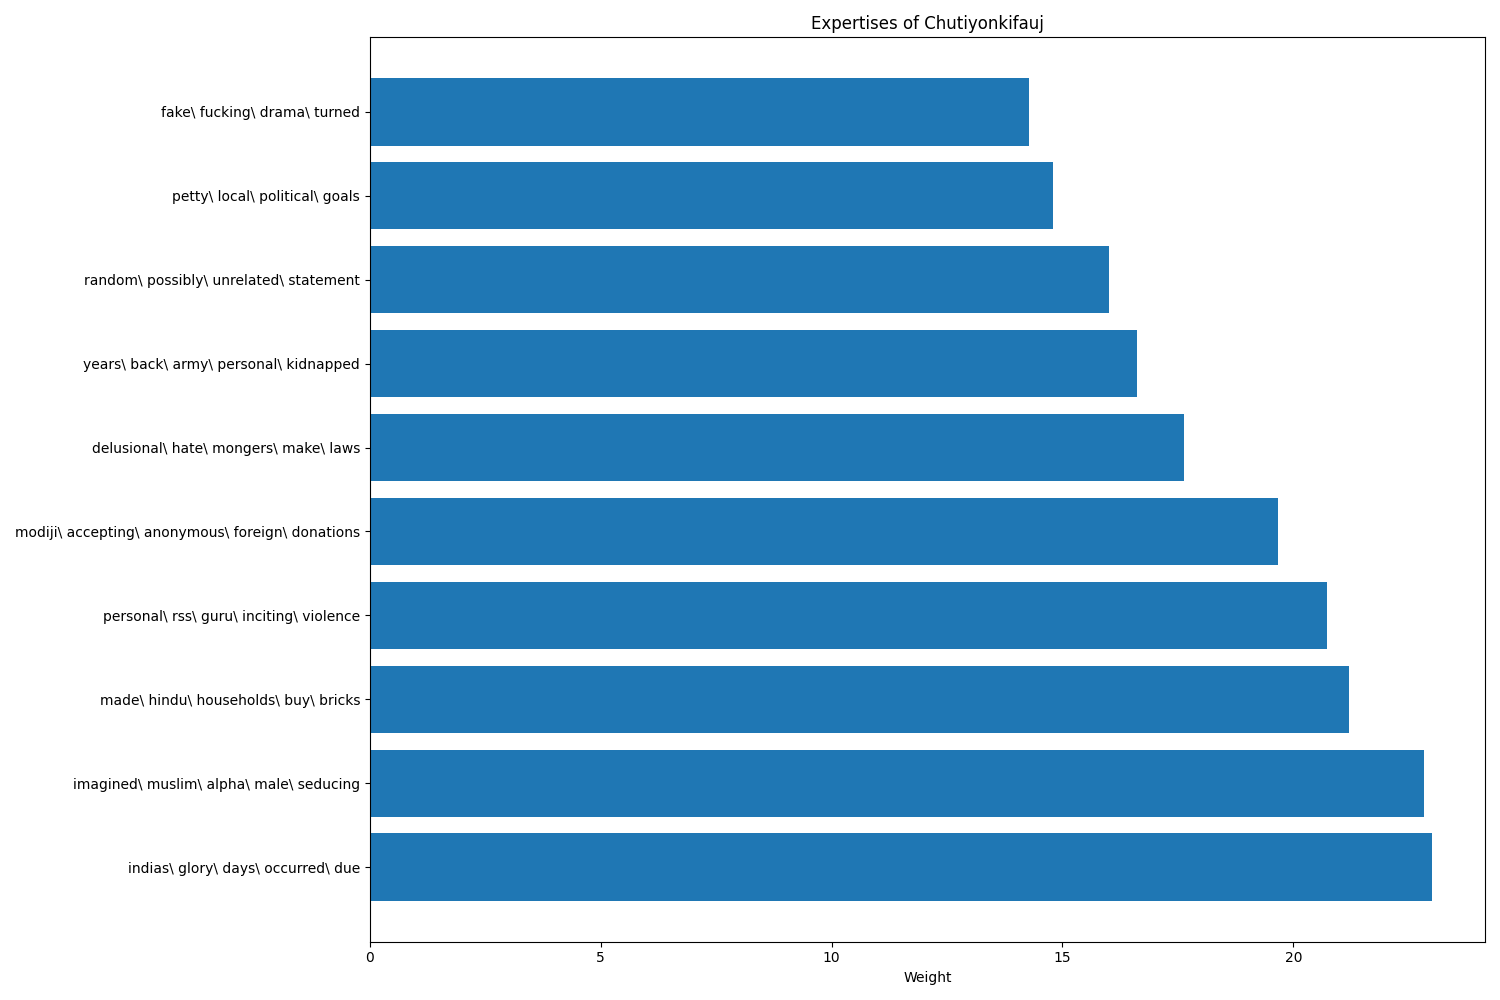 Expertises of Chutiyonkifauj
fake\ fucking\ drama\ turned
petty\ local\ political\ goals
random\ possibly\ unrelated\ statement
years\ back\ army\ personal\ kidnapped
delusional\ hate\ mongers\ make\ laws
modiji\ accepting\ anonymous\ foreign\ donations
personal\ rss\ guru\ inciting\ violence
made\ hindu\ households\ buy\ bricks
imagined\ muslim\ alpha\ male\ seducing
indias\ glory\ days\ occurred\ due
0 5 10 15 20
Weight